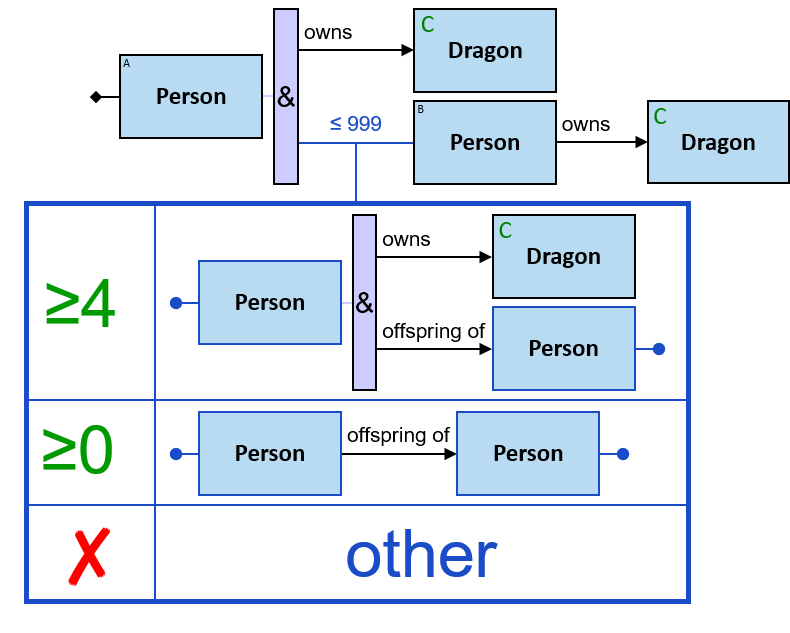 owns
C
Dragon
A
Person
&
≤ 999
B
Person
owns
C
Dragon
≥4
Person
&
owns
C
Dragon
offspring of
Person
≥0
Person
offspring of
Person
✗
other